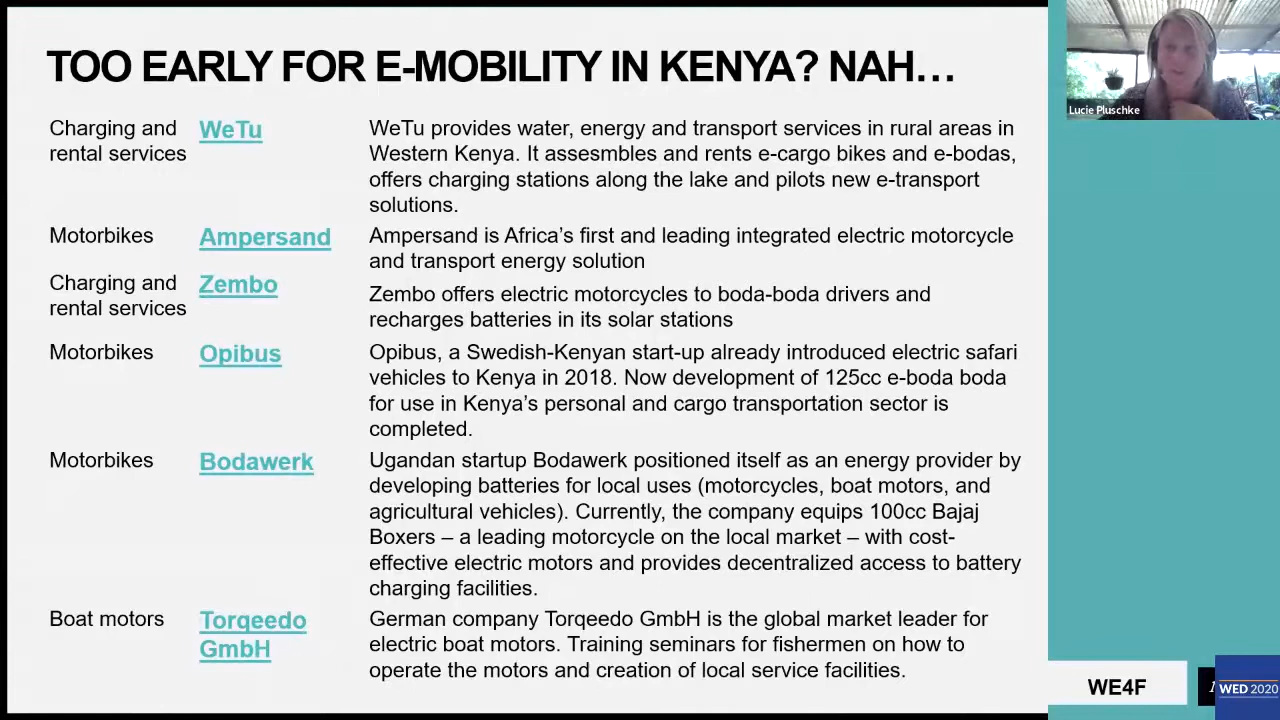 TOO EARLY FOR E-MOBILITY IN KENYA? NAH…
Charging and
rental services
WeTu
WeTu provides water, energy and transport services in rural areas in
Western Kenya. It assesmbles and rents e-cargo bikes and e-bodas,
offers charging stations along the lake and pilots new e-transport
solutions.
Motorbikes
Ampersand
Ampersand is Africa’s first and leading integrated electric motorcycle
and transport energy solution
Charging and
rental services
Zembo
Zembo offers electric motorcycles to boda-boda drivers and
recharges batteries in its solar stations
Motorbikes
Opibus
Opibus, a Swedish-Kenyan start-up already introduced electric safari
vehicles to Kenya in 2018. Now development of 125cc e-boda boda
for use in Kenya’s personal and cargo transportation sector is
completed.
Motorbikes
Bodawerk
Ugandan startup Bodawerk positioned itself as an energy provider by
developing batteries for local uses (motorcycles, boat motors, and
agricultural vehicles). Currently, the company equips 100cc Bajaj
Boxers – a leading motorcycle on the local market – with cost-
effective electric motors and provides decentralized access to battery
charging facilities.
Boat motors
Torqeedo
GmbH
German company Torqeedo GmbH is the global market leader for
electric boat motors. Training seminars for fishermen on how to
operate the motors and creation of local service facilities.
Lucie Pluschke
WE4F
WED 2020